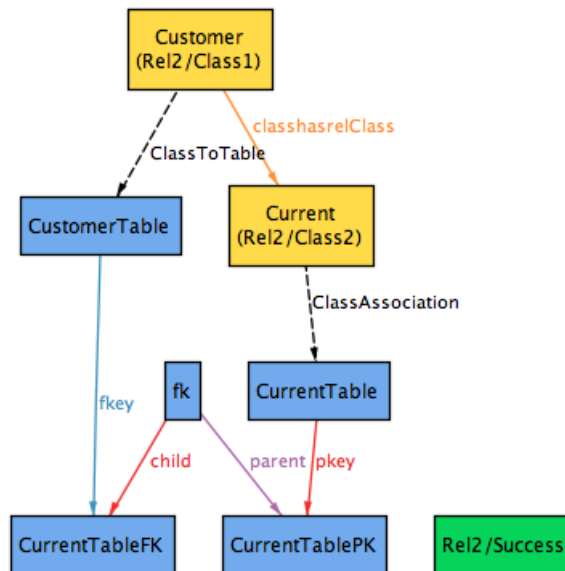 Customer
(Rel2/Class1)
classhasrelClass
ClassToTable
CustomerTable
Current
(Rel2/Class2)
ClassAssociation
fk
CurrentTable
fkey
child
parent
pkey
CurrentTableFK
CurrentTablePK
Rel2/Success